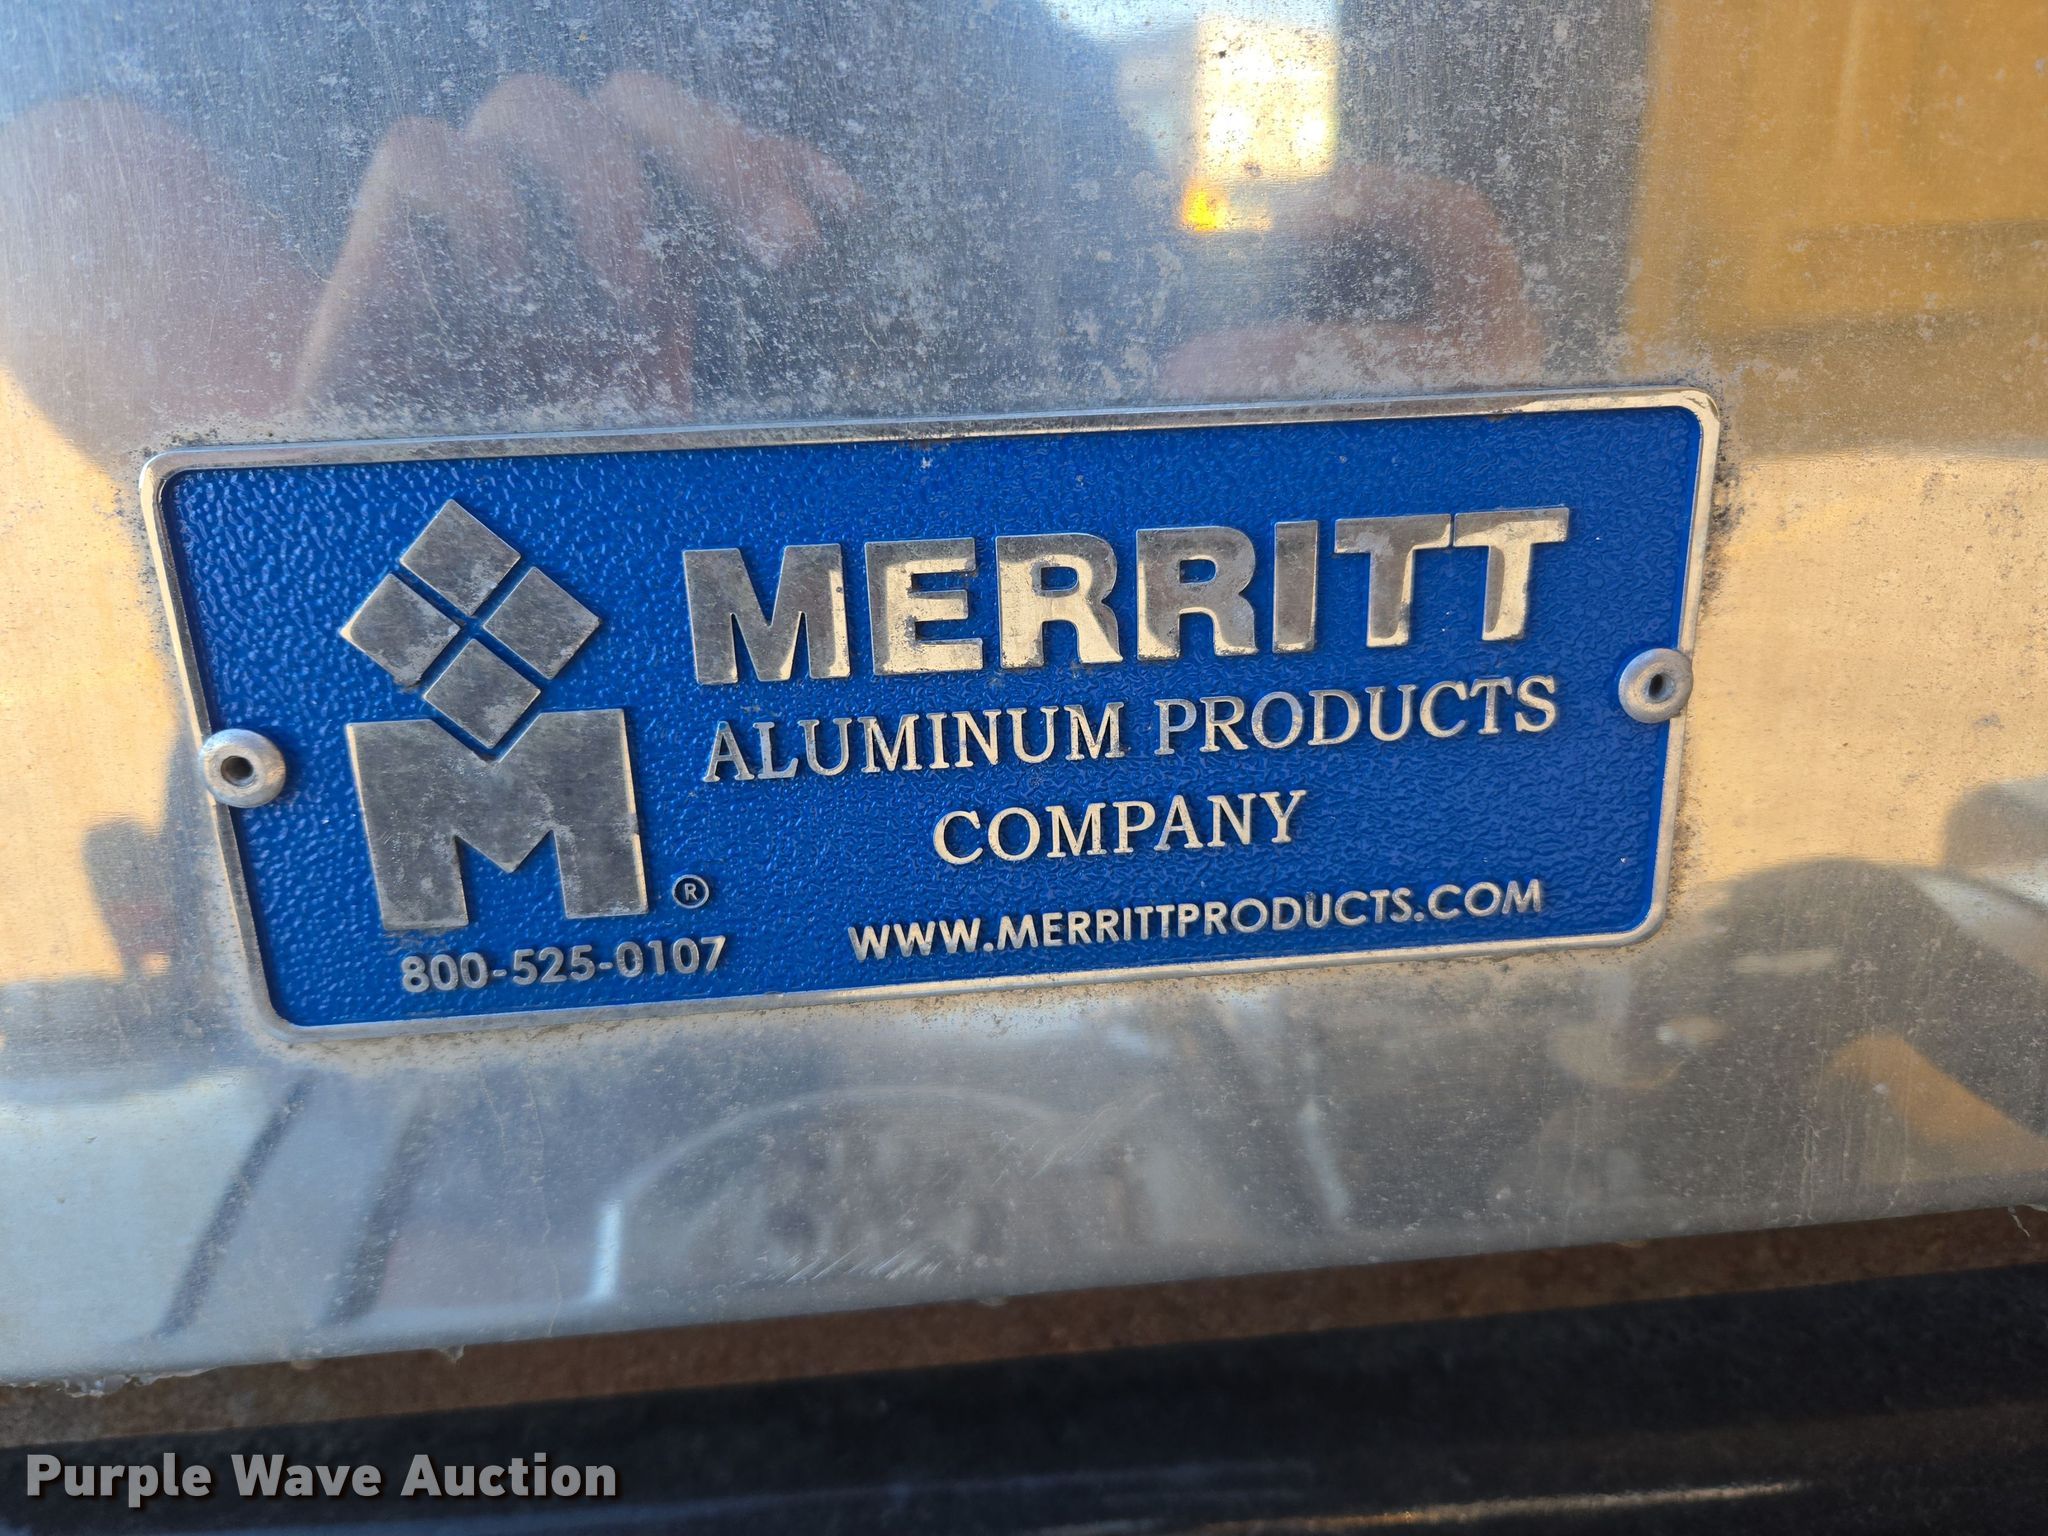 MERRITT
ALUMINUM PRODUCTS
COMPANY
M®
800-525-0107
WWW.MERRITTPRODUCTS.COM
Purple Wave Auction